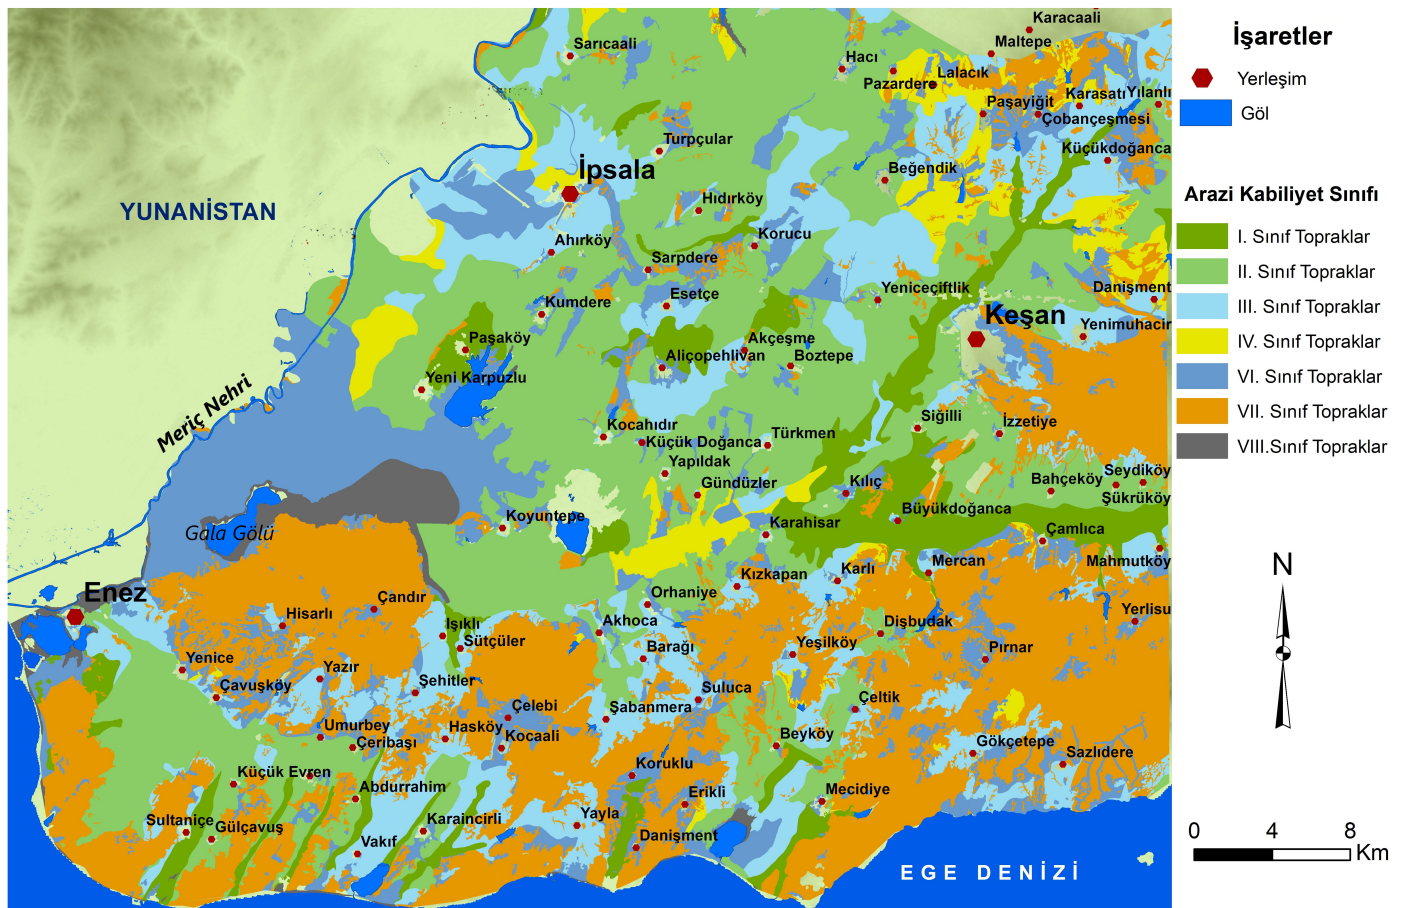 Karacaali
Sarıcaali
Maltepe
Hacı
Pazardere
Lalacık
Paşayiğit
Karasatı
Yılanlı
Çobançeşmesi
Turpçular
Küçükdoğanca
İpsala
Beğendik
YUNANİSTAN
Hıdırköy
Ahırköy
Korucu
Sarpdere
Esetçe
Yeniceçiftlik
Danişment
Kumdere
Keşan
Yenimuhacir
Paşaköy
Akçeşme
Aliçopehlivan
Boztepe
Yeni Karpuzlu
Meriç Nehri
Kocahıdır
Küçük Doğanca
Türkmen
Siğilli
İzzetiye
Yapıldak
Gündüzler
Kılıç
Bahçeköy
Seydiköy
Şükrüköy
Büyükdoğanca
Koyuntepe
Karahisar
Gala Gölü
Çamlıca
Mercan
Mahmutköy
Kızkapan
Karlı
Enez
Çandır
Orhaniye
Hisarlı
Akhoca
Dişbudak
Yerlisu
Işıklı
Sütçüler
Barağı
Yeşilköy
Pırnar
Yenice
Yazır
Çavuşköy
Şehitler
Suluca
Çeltik
Çelebi
Şabanmera
Umurbey
Hasköy
Kocaali
Çeribaşı
Beyköy
Gökçetepe
Sazlıdere
Küçük Evren
Koruklu
Abdurrahim
Erikli
Mecidiye
Sultaniçe
Gülçavuş
Karaincirli
Yayla
Vakıf
Danişment
EGE DENİZİ
İşaretler
Yerleşim
Göl
Arazi Kabiliyet Sınıfı
I. Sınıf Topraklar
II. Sınıf Topraklar
III. Sınıf Topraklar
IV. Sınıf Topraklar
VI. Sınıf Topraklar
VII. Sınıf Topraklar
VIII.Sınıf Topraklar
N
0 4 8
Km